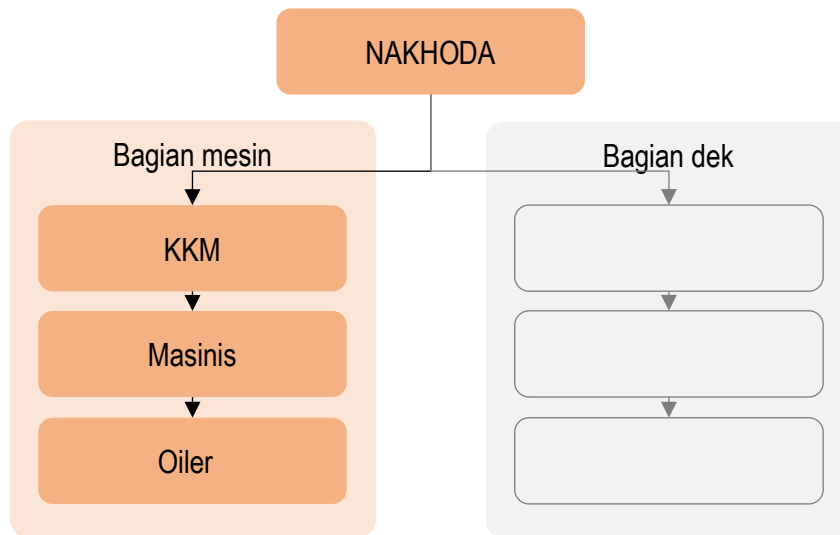 NAKHODA
Bagian mesin
KKM
Masinis
Oiler
Bagian dek